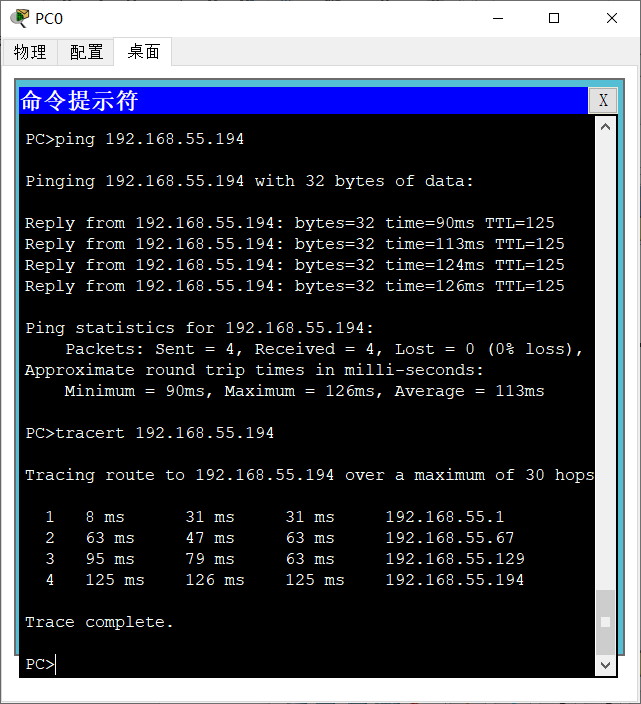 PC0
物理 配置 桌面
命令提示符 X
PC>ping 192.168.55.194
Pinging 192.168.55.194 with 32 bytes of data:
Reply from 192.168.55.194: bytes=32 time=90ms TTL=125
Reply from 192.168.55.194: bytes=32 time=113ms TTL=125
Reply from 192.168.55.194: bytes=32 time=124ms TTL=125
Reply from 192.168.55.194: bytes=32 time=126ms TTL=125
Ping statistics for 192.168.55.194:
Packets: Sent = 4, Received = 4, Lost = 0 (0% loss),
Approximate round trip times in milli-seconds:
Minimum = 90ms, Maximum = 126ms, Average = 113ms
PC>tracert 192.168.55.194
Tracing route to 192.168.55.194 over a maximum of 30 hops
1 8 ms 31 ms 31 ms 192.168.55.1
2 63 ms 47 ms 63 ms 192.168.55.67
3 95 ms 79 ms 63 ms 192.168.55.129
4 125 ms 126 ms 125 ms 192.168.55.194
Trace complete.
PC>